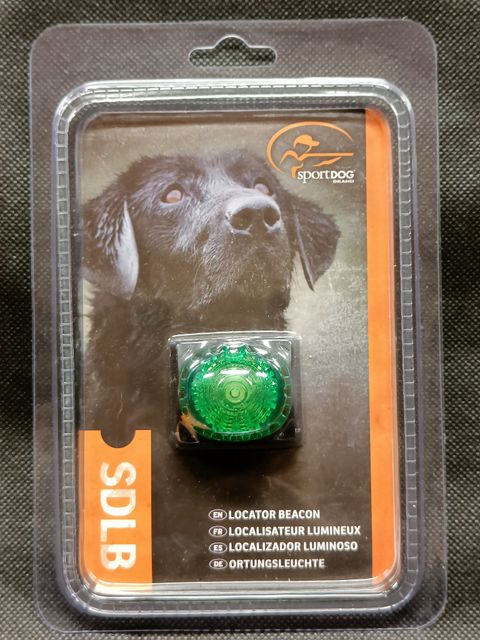 sportDOG
BRAND
SDLB
EN LOCATOR BEACON
FR LOCALISATEUR LUMINEUX
ES LOCALIZADOR LUMINOSO
DE ORTUNGSLEUCHTE